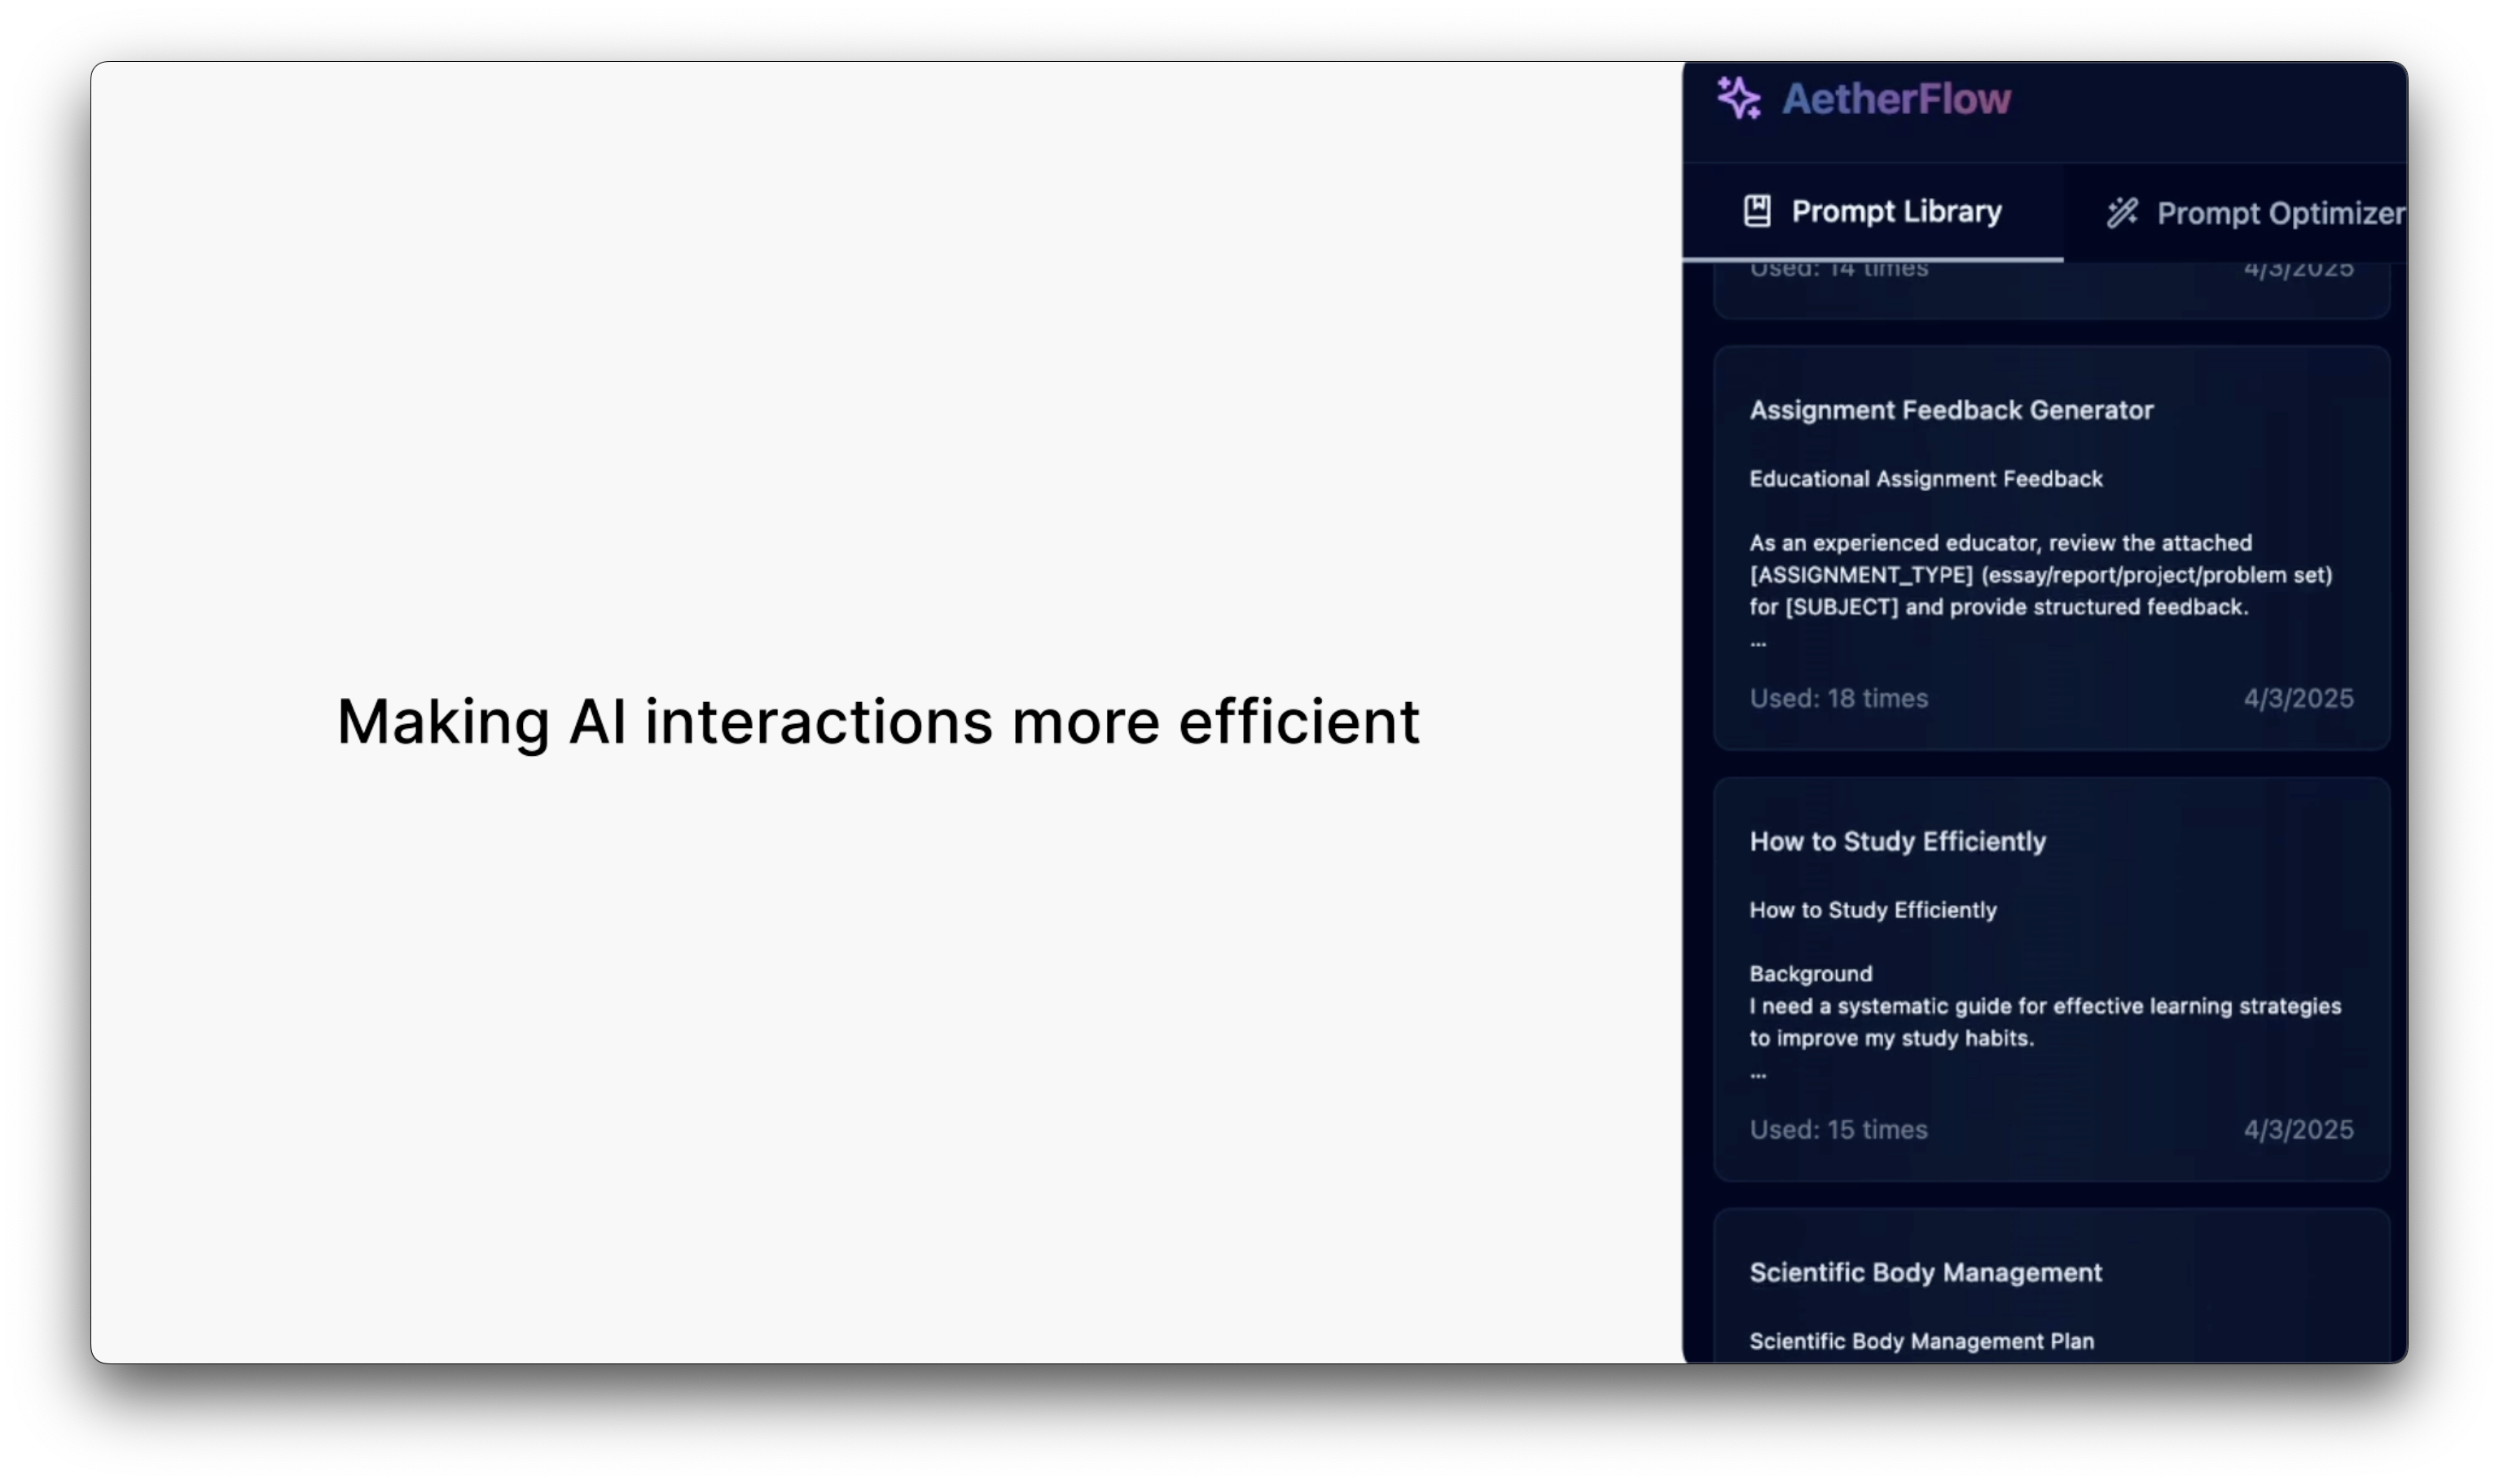 Making AI interactions more efficient
AetherFlow
Prompt Library
Prompt Optimizer
Used: 14 times
4/3/2025
Assignment Feedback Generator
Educational Assignment Feedback
As an experienced educator, review the attached
[ASSIGNMENT_TYPE] (essay/report/project/problem set)
for [SUBJECT] and provide structured feedback.
...
Used: 18 times
4/3/2025
How to Study Efficiently
How to Study Efficiently
Background
I need a systematic guide for effective learning strategies
to improve my study habits.
...
Used: 15 times
4/3/2025
Scientific Body Management
Scientific Body Management Plan